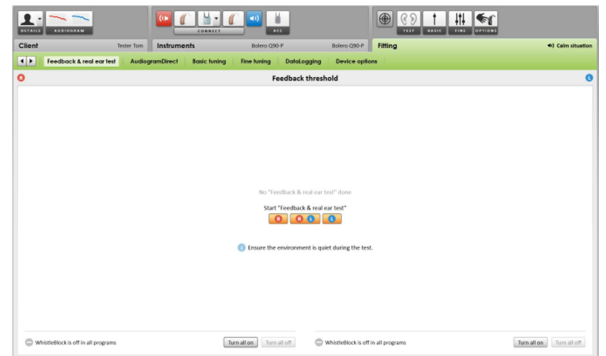 DETAILS AUDIOGRAM CONNECT ACC TEST BASIC FINE OPTIONS
Client Tester Tom Instruments Bolero Q90-P Bolero Q90-P Fitting Calm situation
Feedback & real ear test AudiogramDirect Basic tuning Fine tuning DataLogging Device options
R Feedback threshold L
No "Feedback & real ear test" done
Start "Feedback & real ear test"
R R L L
i Ensure the environment is quiet during the test.
WhistleBlock is off in all programs Turn all on Turn all off WhistleBlock is off in all programs Turn all on Turn all off